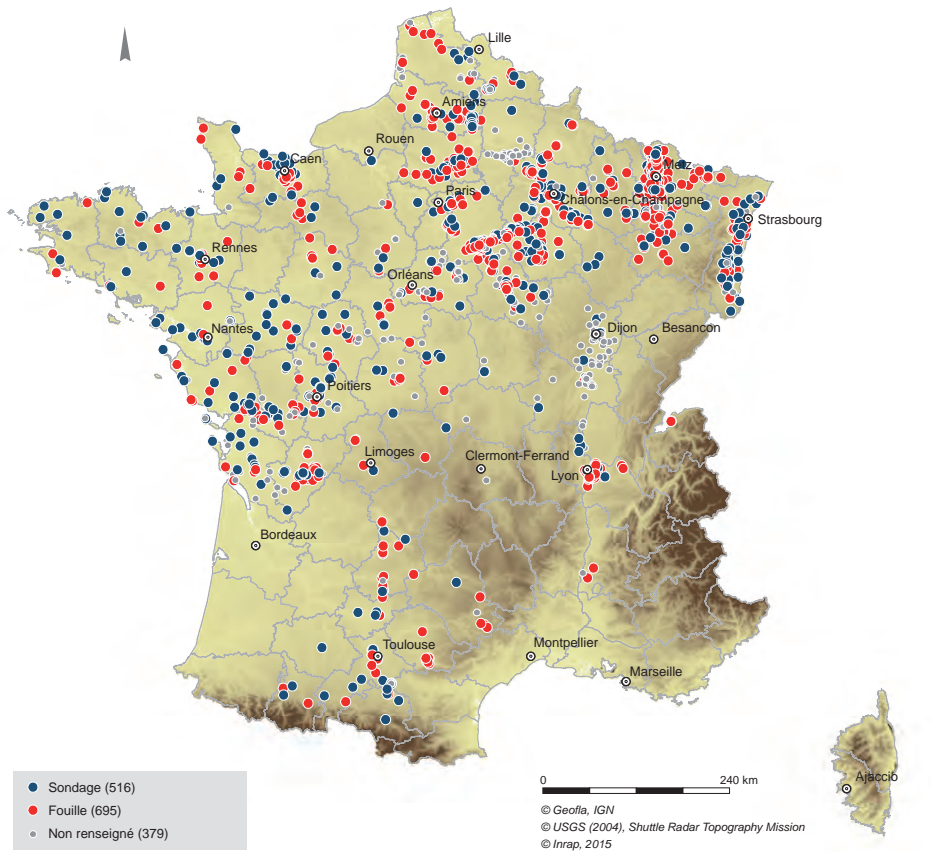 Lille
Amiens
Rouen
Caen
Metz
Paris
Chalons-en-Champagne
Strasbourg
Rennes
Orléans
Nantes
Dijon
Besancon
Poitiers
Limoges
Clermont-Ferrand
Lyon
Bordeaux
Toulouse
Montpellier
Marseille
Ajaccio
Sondage (516)
Fouille (695)
Non renseigné (379)
0 240 km
© Geofla, IGN
© USGS (2004), Shuttle Radar Topography Mission
© Inrap, 2015